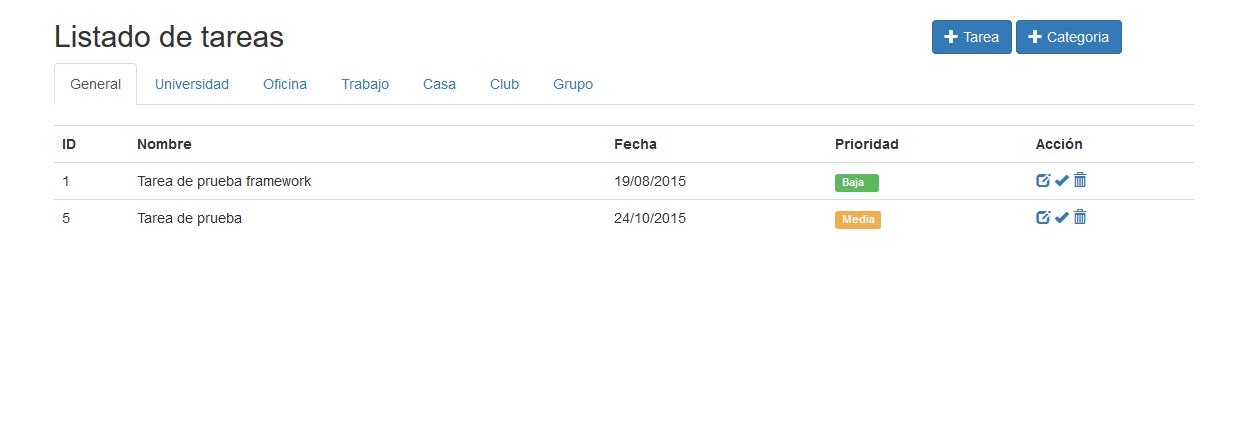 Listado de tareas
Tarea Categoria
General Universidad Oficina Trabajo Casa Club Grupo
ID Nombre Fecha Prioridad Acción
1 Tarea de prueba framework 19/08/2015 Baja
5 Tarea de prueba 24/10/2015 Media